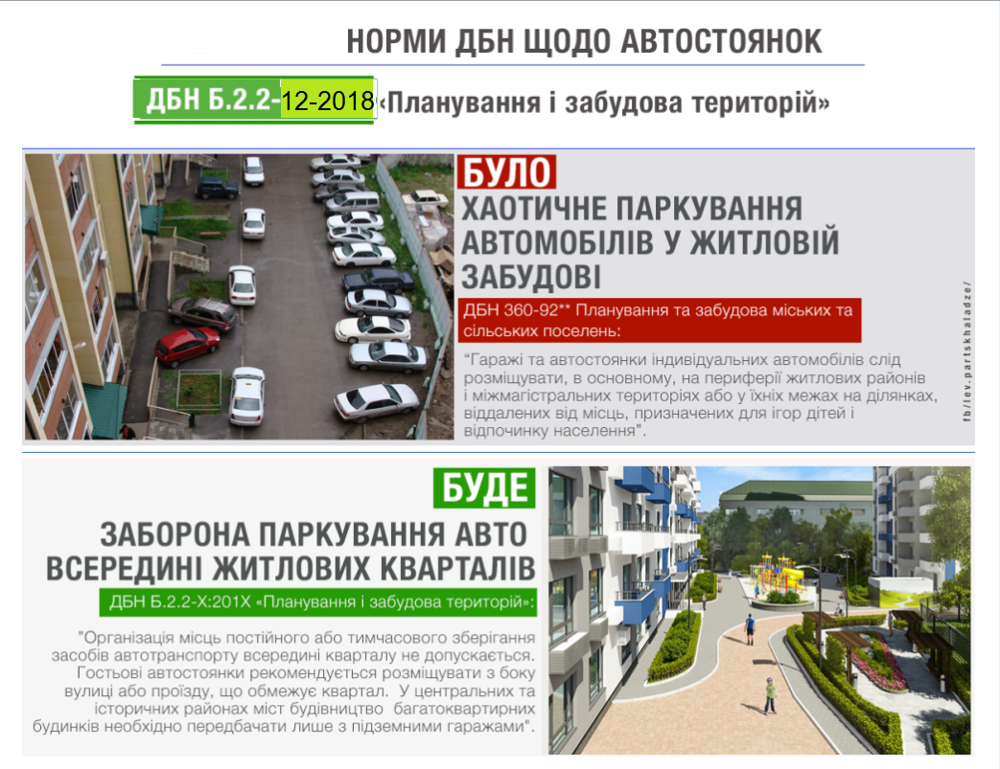 НОРМИ ДБН ЩОДО АВТОСТОЯНОК
ДБН Б.2.2-12-2018 «Планування і забудова територій»
БУЛО
ХАОТИЧНЕ ПАРКУВАННЯ
АВТОМОБІЛІВ У ЖИТЛОВІЙ
ЗАБУДОВІ
ДБН 360-92** Планування та забудова міських та
сільських поселень:
“Гаражі та автостоянки індивідуальних автомобілів слід
розміщувати, в основному, на периферії житлових районів
і міжмагістральних територіях або у їхніх межах на ділянках,
віддалених від місць, призначених для ігор дітей і
відпочинку населення”.
fb/lev.partskhaladze/
БУДЕ
ЗАБОРОНА ПАРКУВАННЯ АВТО
ВСЕРЕДИНІ ЖИТЛОВИХ КВАРТАЛІВ
ДБН Б.2.2-Х:201Х «Планування і забудова територій»:
"Організація місць постійного або тимчасового зберігання
засобів автотранспорту всередині кварталу не допускається.
Гостьові автостоянки рекомендується розміщувати з боку
вулиці або проїзду, що обмежує квартал. У центральних та
історичних районах міст будівництво багатоквартирних
будинків необхідно передбачати лише з підземними гаражами".